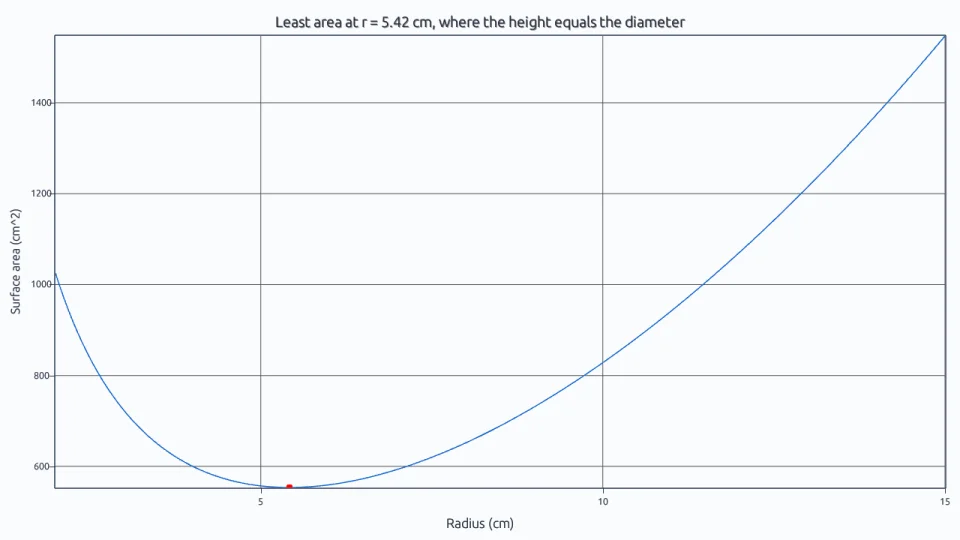 Least area at r = 5.42 cm, where the height equals the diameter
1400
1200
1000
800
600
Surface area (cm^2)
5
10
15
Radius (cm)